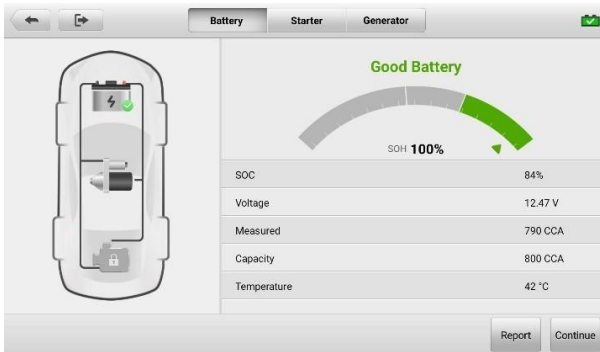 Battery Starter Generator
Good Battery
SOH 100%
SOC 84%
Voltage 12.47 V
Measured 790 CCA
Capacity 800 CCA
Temperature 42 °C
Report Continue